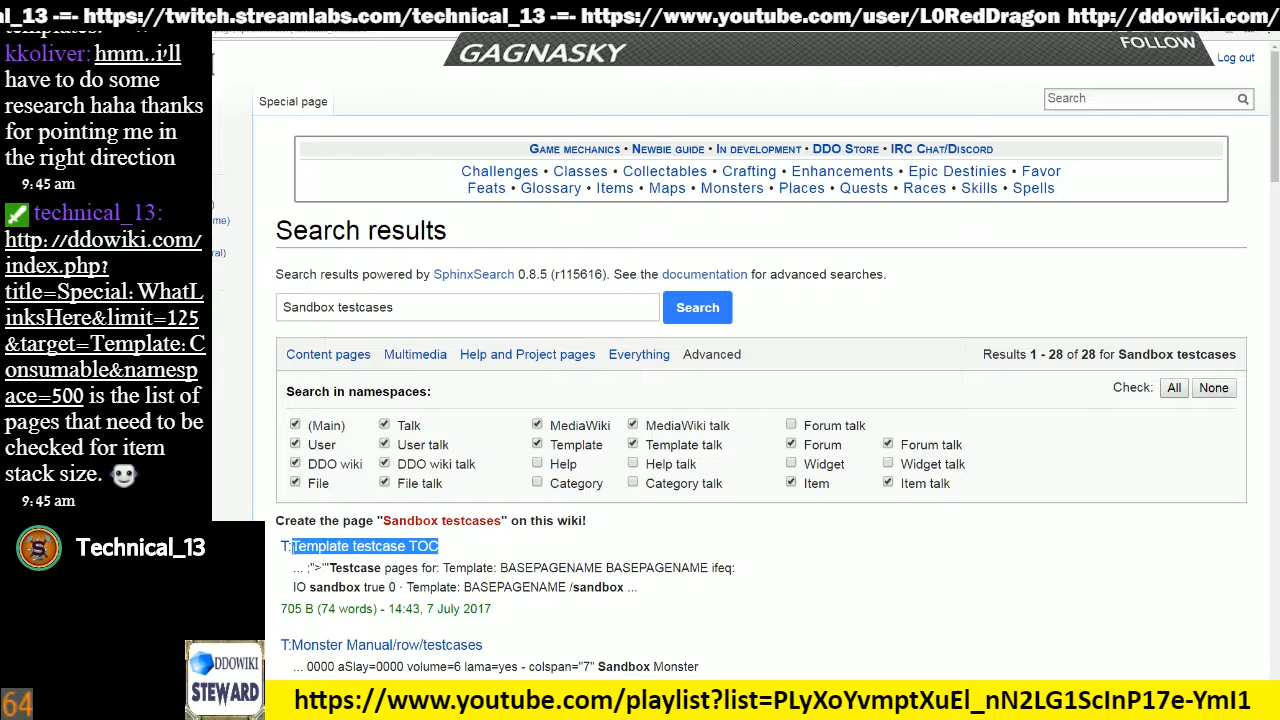 l_13 -=- https://twitch.streamlabs.com/technical_13 -=- https://www.youtube.com/user/L0RedDragon http://ddowiki.com/
kkoliver: hmm..i'll
have to do some
research haha thanks
for pointing me in
the right direction
9:45 am
technical_13:
http://ddowiki.com/
index.php?
title=Special:WhatL
inksHere&limit=125
&target=Template:C
onsumable&namesp
ace=500 is the list of
pages that need to be
checked for item
stack size.
9:45 am
Technical_13
DDOWIKI
STEWARD
64
GAGNASKY
FOLLOW
Log out
Special page
Search
Game mechanics • Newbie guide • In development • DDO Store • IRC Chat/Discord
Challenges • Classes • Collectables • Crafting • Enhancements • Epic Destinies • Favor
Feats • Glossary • Items • Maps • Monsters • Places • Quests • Races • Skills • Spells
Search results
Search results powered by SphinxSearch 0.8.5 (r115616). See the documentation for advanced searches.
Sandbox testcases
Search
Content pages Multimedia Help and Project pages Everything Advanced
Results 1 - 28 of 28 for Sandbox testcases
Search in namespaces:
Check: All None
(Main) Talk MediaWiki MediaWiki talk Forum talk
User User talk Template Template talk Forum Forum talk
DDO wiki DDO wiki talk Help Help talk Widget Widget talk
File File talk Category Category talk Item Item talk
Create the page "Sandbox testcases" on this wiki!
T:Template testcase TOC
... ;">'''Testcase pages for: Template: BASEPAGENAME BASEPAGENAME ifeq:
IO sandbox true 0 · Template: BASEPAGENAME /sandbox ...
705 B (74 words) - 14:43, 7 July 2017
T:Monster Manual/row/testcases
... 0000 aSlay=0000 volume=6 lama=yes - colspan="7" Sandbox Monster
https://www.youtube.com/playlist?list=PLyXoYvmptXuEl_nN2LG1ScInP17e-YmI1